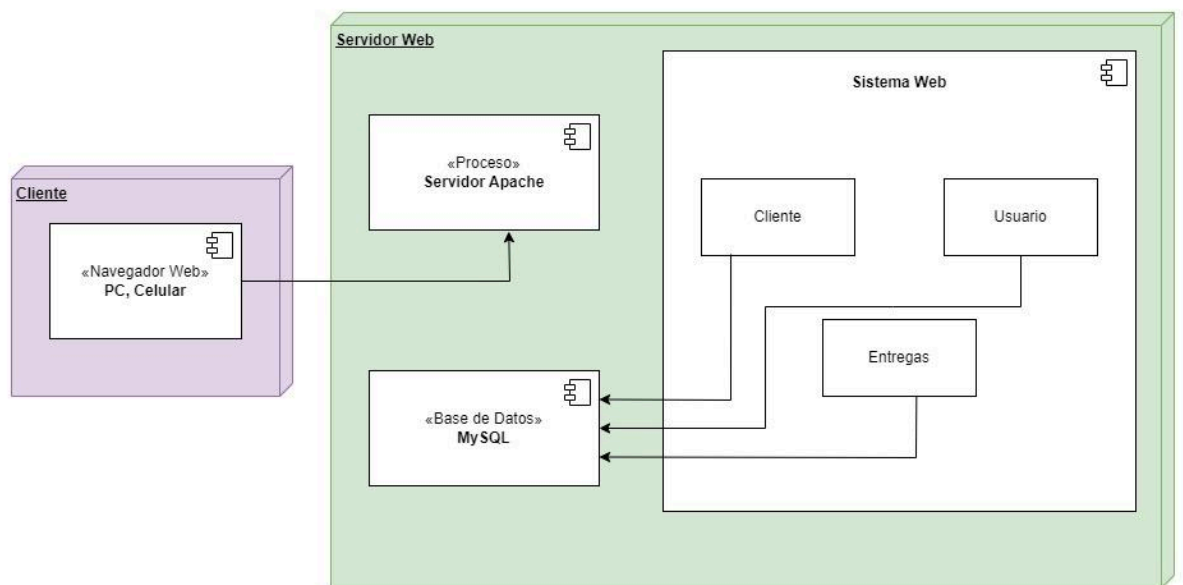 Servidor Web
Sistema Web
«Proceso»
Servidor Apache
Cliente
«Navegador Web»
PC, Celular
Cliente
Usuario
Entregas
«Base de Datos»
MySQL